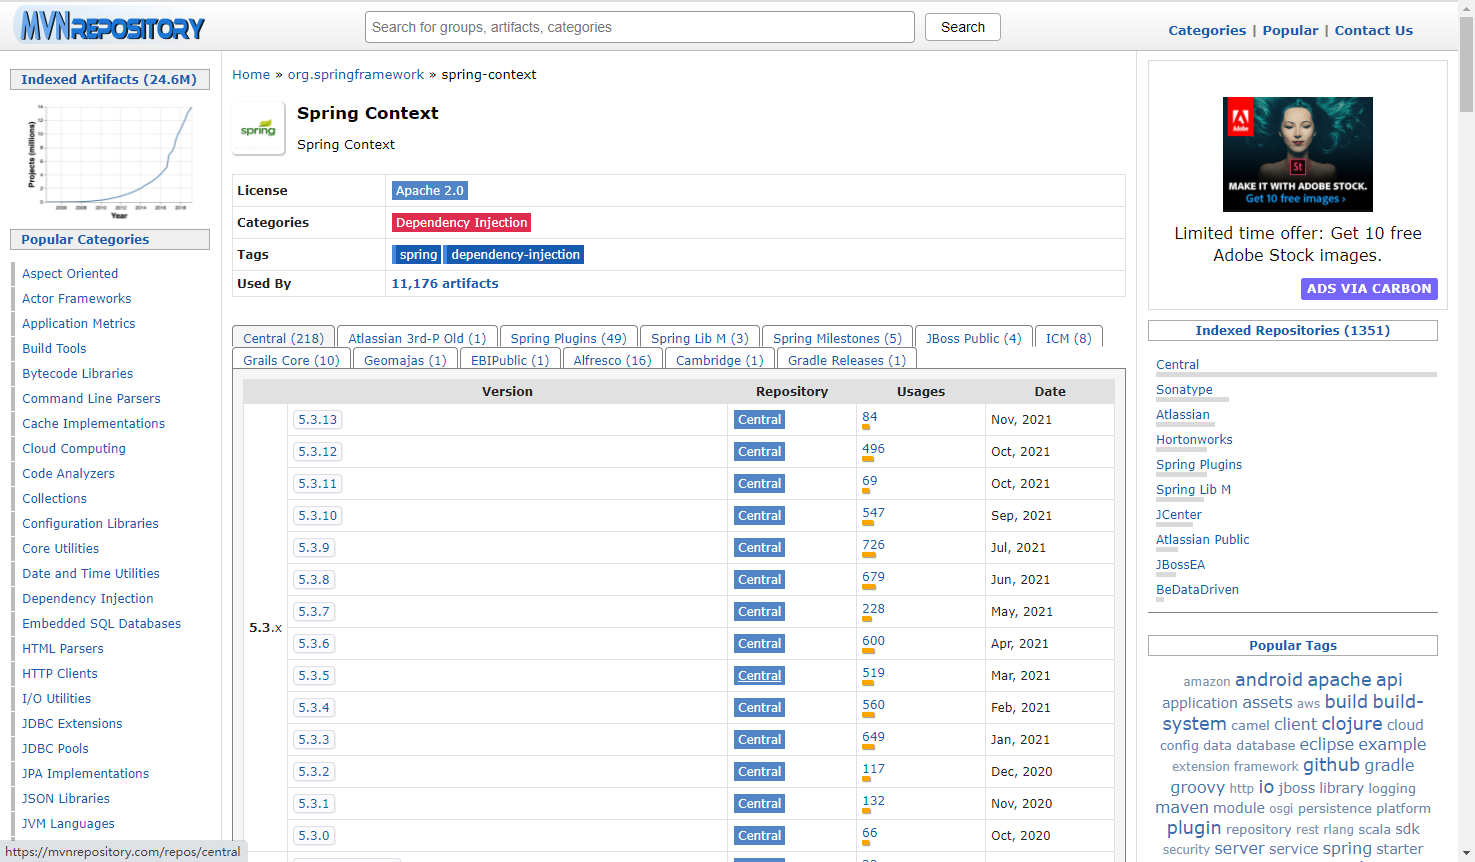 MVNREPOSITORY
Search for groups, artifacts, categories
Search
Categories | Popular | Contact Us
Indexed Artifacts (24.6M)
Projects (millions)
14
12
10
8
6
4
2
0
2006 2008 2010 2012 2014 2016 2018
Year
Popular Categories
Aspect Oriented
Actor Frameworks
Application Metrics
Build Tools
Bytecode Libraries
Command Line Parsers
Cache Implementations
Cloud Computing
Code Analyzers
Collections
Configuration Libraries
Core Utilities
Date and Time Utilities
Dependency Injection
Embedded SQL Databases
HTML Parsers
HTTP Clients
I/O Utilities
JDBC Extensions
JDBC Pools
JPA Implementations
JSON Libraries
JVM Languages
https://mvnrepository.com/repos/central
Home » org.springframework » spring-context
spring
Spring Context
Spring Context
License Apache 2.0
Categories Dependency Injection
Tags spring dependency-injection
Used By 11,176 artifacts
Central (218) Atlassian 3rd-P Old (1) Spring Plugins (49) Spring Lib M (3) Spring Milestones (5) JBoss Public (4) ICM (8)
Grails Core (10) Geomajas (1) EBIPublic (1) Alfresco (16) Cambridge (1) Gradle Releases (1)
Version Repository Usages Date
5.3.x
5.3.13 Central 84 Nov, 2021
5.3.12 Central 496 Oct, 2021
5.3.11 Central 69 Oct, 2021
5.3.10 Central 547 Sep, 2021
5.3.9 Central 726 Jul, 2021
5.3.8 Central 679 Jun, 2021
5.3.7 Central 228 May, 2021
5.3.6 Central 600 Apr, 2021
5.3.5 Central 519 Mar, 2021
5.3.4 Central 560 Feb, 2021
5.3.3 Central 649 Jan, 2021
5.3.2 Central 117 Dec, 2020
5.3.1 Central 132 Nov, 2020
5.3.0 Central 66 Oct, 2020
Adobe
St
MAKE IT WITH ADOBE STOCK.
Get 10 free images ›
Limited time offer: Get 10 free
Adobe Stock images.
ADS VIA CARBON
Indexed Repositories (1351)
Central
Sonatype
Atlassian
Hortonworks
Spring Plugins
Spring Lib M
JCenter
Atlassian Public
JBossEA
BeDataDriven
Popular Tags
amazon android apache api
application assets aws build build-
system camel client clojure cloud
config data database eclipse example
extension framework github gradle
groovy http io jboss library logging
maven module osgi persistence platform
plugin repository rest rlang scala sdk
security server service spring starter